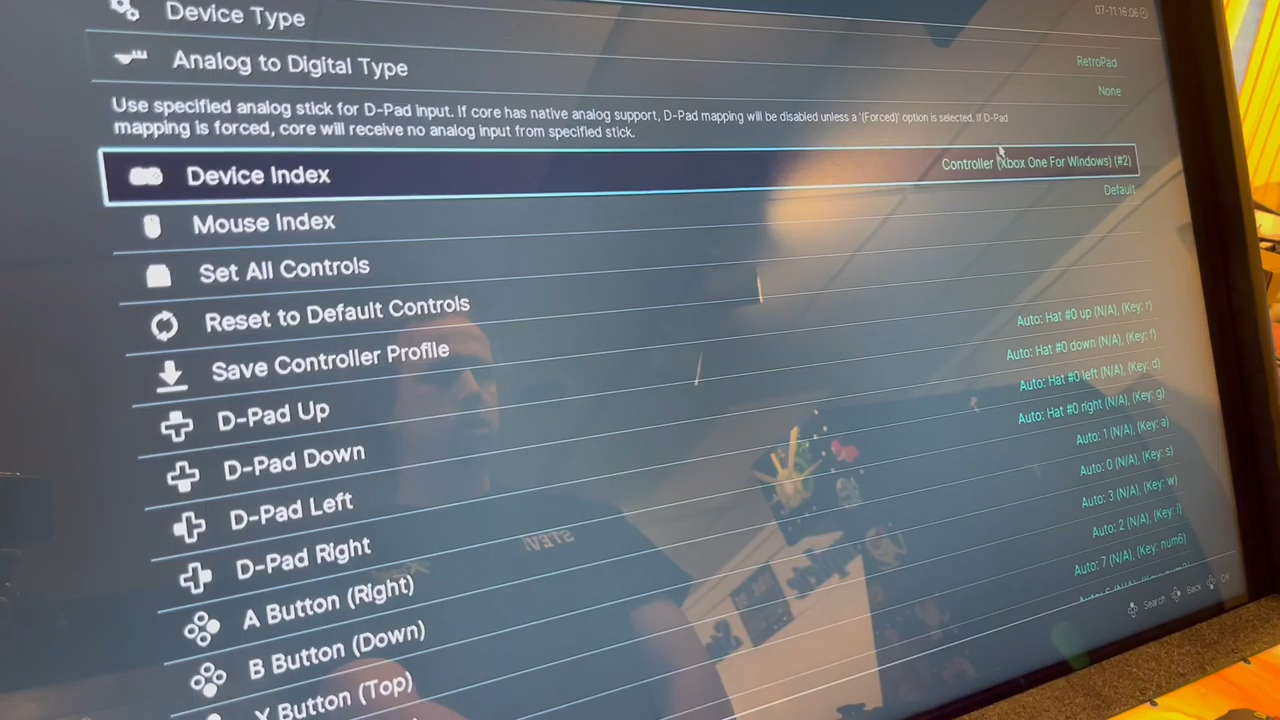 Device Type
07-11 16:06
Analog to Digital Type
RetroPad
None
Use specified analog stick for D-Pad input. If core has native analog support, D-Pad mapping will be disabled unless a '(Forced)' option is selected. If D-Pad
mapping is forced, core will receive no analog input from specified stick.
Device Index
Controller (Xbox One For Windows) (#2)
Mouse Index
Default
Set All Controls
Reset to Default Controls
Save Controller Profile
D-Pad Up
Auto: Hat #0 up (N/A), (Key: r)
D-Pad Down
Auto: Hat #0 down (N/A), (Key: f)
D-Pad Left
Auto: Hat #0 left (N/A), (Key: d)
D-Pad Right
Auto: Hat #0 right (N/A), (Key: g)
A Button (Right)
Auto: 1 (N/A), (Key: a)
B Button (Down)
Auto: 0 (N/A), (Key: s)
X Button (Top)
Auto: 3 (N/A), (Key: w)
Auto: 2 (N/A), (Key: i)
Auto: 7 (N/A), (Key: num6)
Search Back OK
STEV